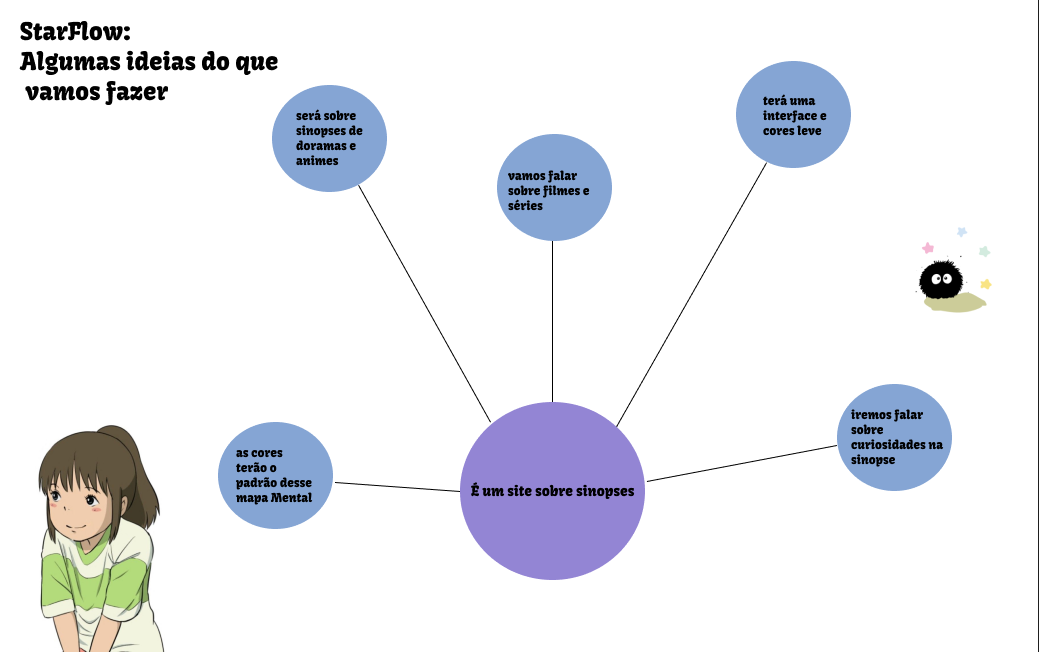 StarFlow:
Algumas ideias do que
vamos fazer
será sobre
sinopses de
doramas e
animes
vamos falar
sobre filmes e
séries
terá uma
interface e
cores leve
as cores
terão o
padrão desse
mapa Mental
É um site sobre sinopses
iremos falar
sobre
curiosidades na
sinopse